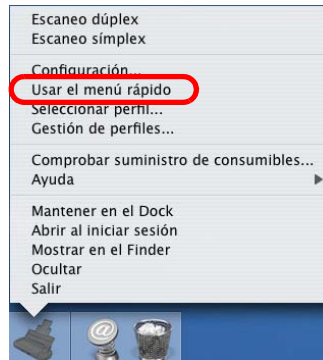 Escaneo dúplex
Escaneo símplex
Configuración...
Usar el menú rápido
Seleccionar perfil...
Gestión de perfiles...
Comprobar suministro de consumibles...
Ayuda
Mantener en el Dock
Abrir al iniciar sesión
Mostrar en el Finder
Ocultar
Salir
@